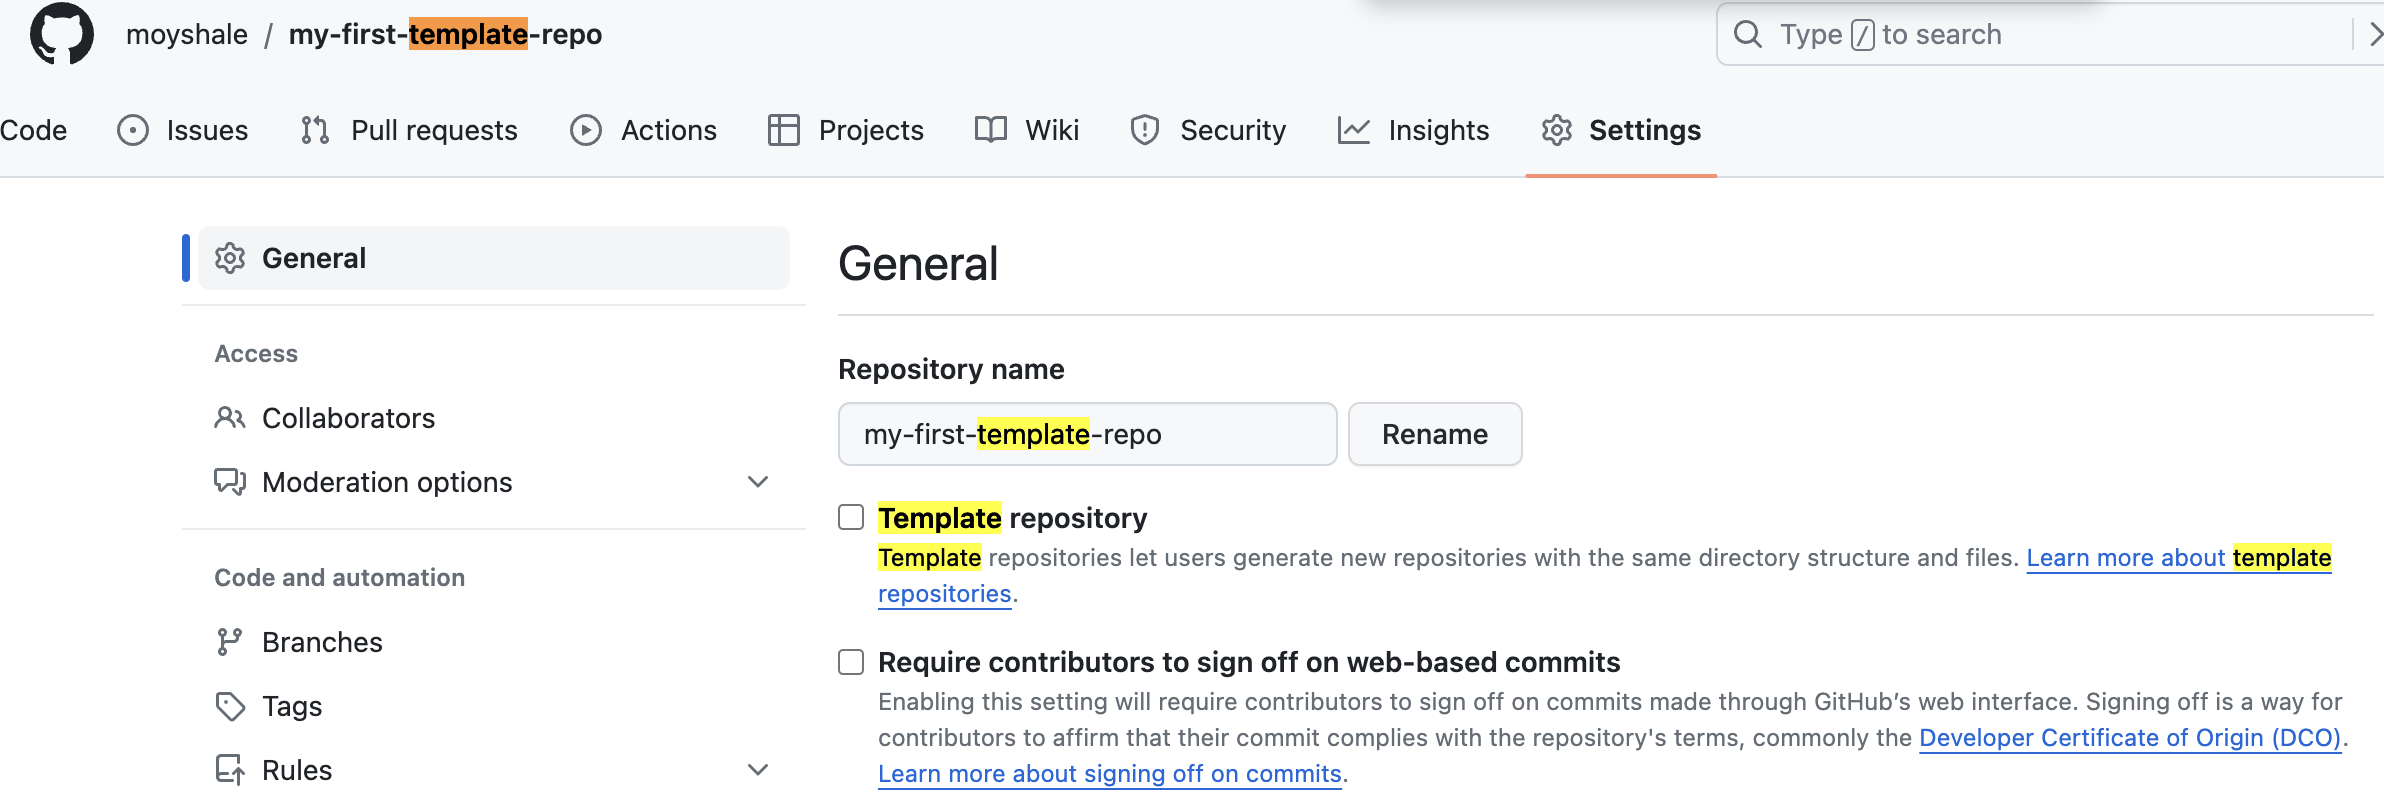 moyshale / my-first-template-repo
Type / to search
Code Issues Pull requests Actions Projects Wiki Security Insights Settings
General
Access
Collaborators
Moderation options
Code and automation
Branches
Tags
Rules
General
Repository name
my-first-template-repo Rename
Template repository
Template repositories let users generate new repositories with the same directory structure and files. Learn more about template
repositories.
Require contributors to sign off on web-based commits
Enabling this setting will require contributors to sign off on commits made through GitHub’s web interface. Signing off is a way for
contributors to affirm that their commit complies with the repository's terms, commonly the Developer Certificate of Origin (DCO).
Learn more about signing off on commits.